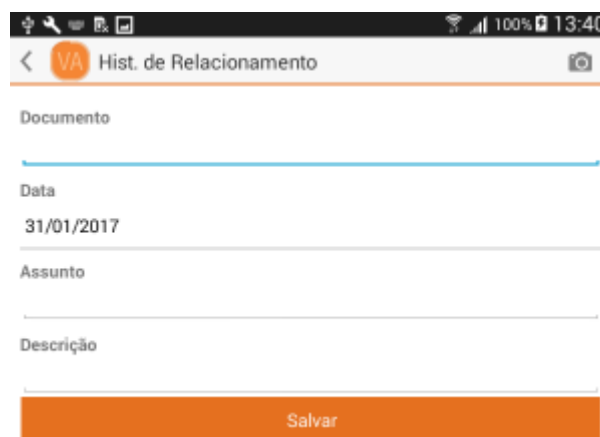 100% 13:40
VA Hist. de Relacionamento
Documento
Data
31/01/2017
Assunto
Descrição
Salvar